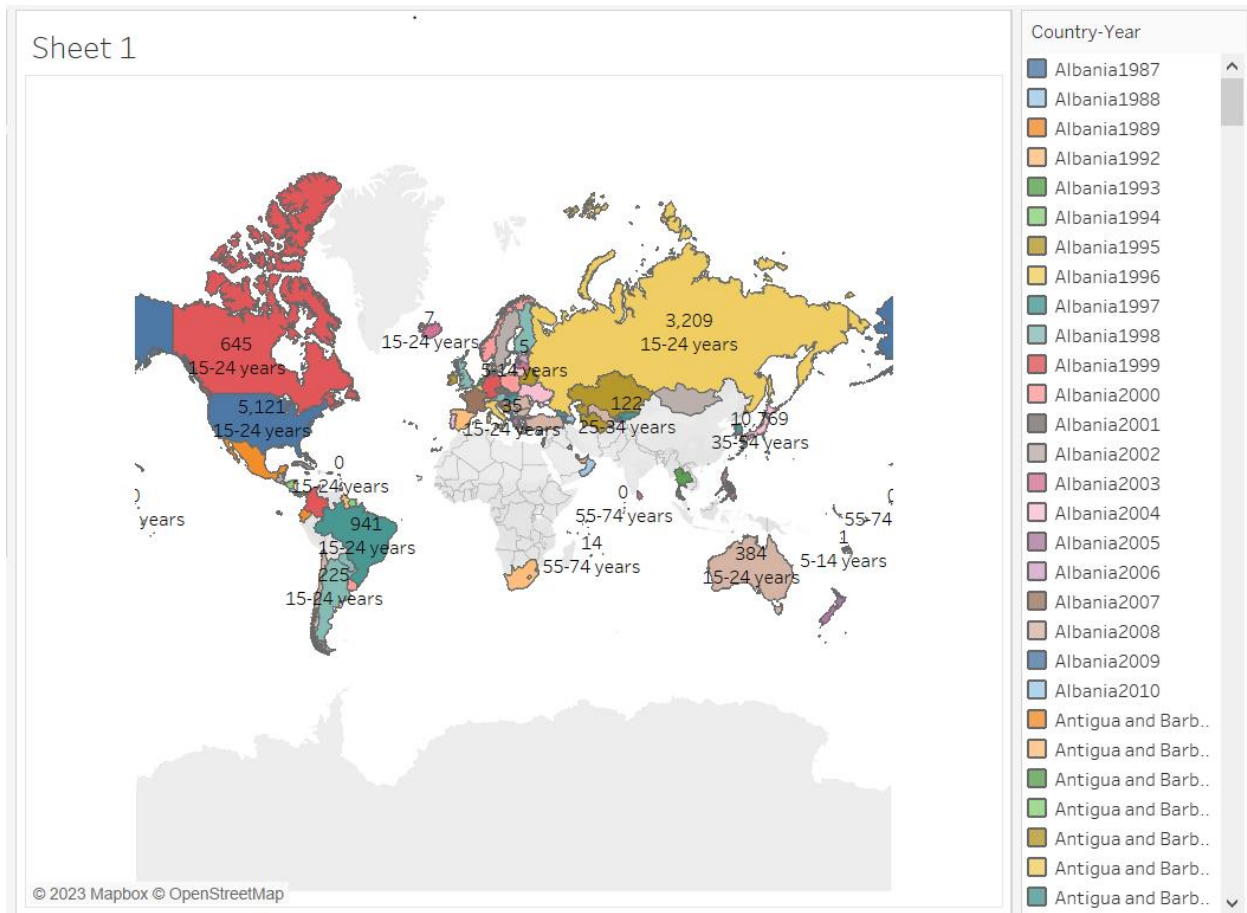 Sheet 1
645
15-24 years
5,121
15-24 years
0
15-24 years
941
15-24 years
225
15-24 years
7
15-24 years
5
5-14 years
35
15-24 years
3,209
15-24 years
122
25-34 years
10,769
35-54 years
0
55-74 years
14
55-74 years
384
15-24 years
55-74
1
5-14 years
years
© 2023 Mapbox © OpenStreetMap
Country-Year
Albania1987
Albania1988
Albania1989
Albania1992
Albania1993
Albania1994
Albania1995
Albania1996
Albania1997
Albania1998
Albania1999
Albania2000
Albania2001
Albania2002
Albania2003
Albania2004
Albania2005
Albania2006
Albania2007
Albania2008
Albania2009
Albania2010
Antigua and Barb..
Antigua and Barb..
Antigua and Barb..
Antigua and Barb..
Antigua and Barb..
Antigua and Barb..
Antigua and Barb..